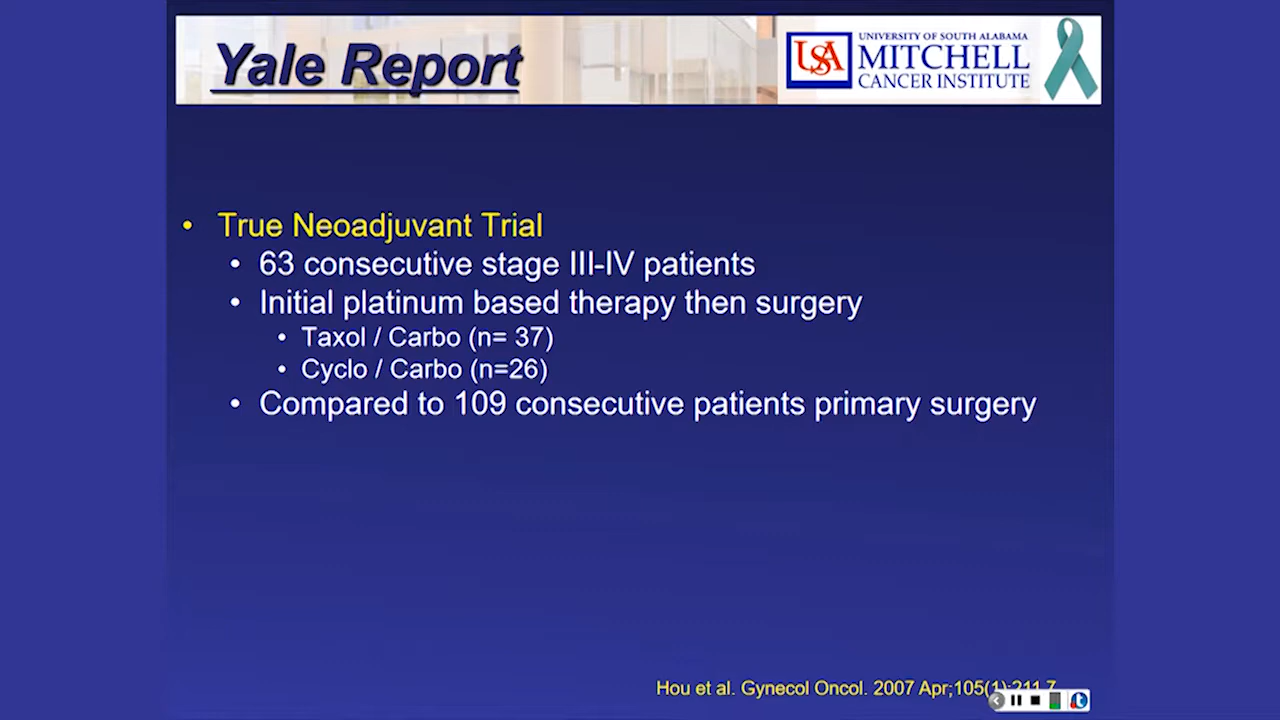 Yale Report
USA
UNIVERSITY OF SOUTH ALABAMA
MITCHELL
CANCER INSTITUTE
• True Neoadjuvant Trial
• 63 consecutive stage III-IV patients
• Initial platinum based therapy then surgery
• Taxol / Carbo (n= 37)
• Cyclo / Carbo (n=26)
• Compared to 109 consecutive patients primary surgery
Hou et al. Gynecol Oncol. 2007 Apr;105(1):211-7